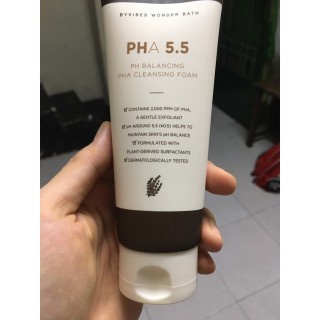 BYVIBES WONDER BATH
PHA 5.5
PH BALANCING
PHA CLEANSING FOAM
CONTAINS 2,000 PPM OF PHA,
A GENTLE EXFOLIANT
pH AROUND 5.5 (±0.5) HELPS TO
MAINTAIN SKIN'S pH BALANCE
FORMULATED WITH
PLANT-DERIVED SURFACTANTS
DERMATOLOGICALLY TESTED